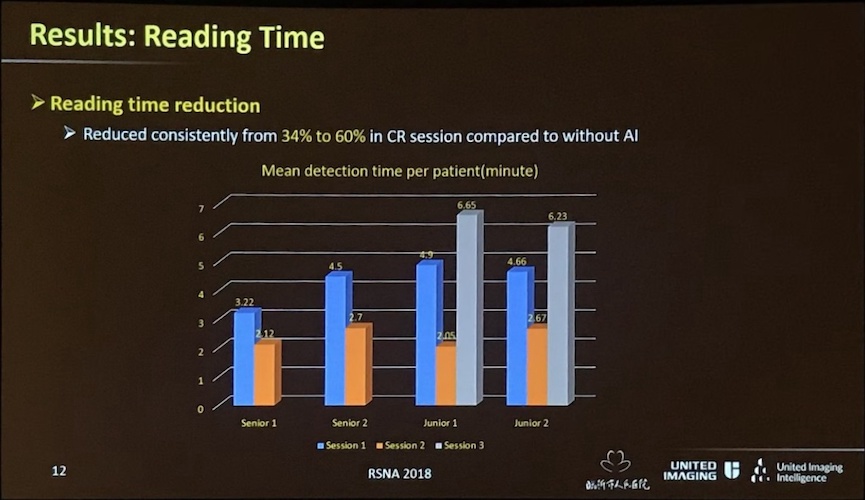 Results: Reading Time
Reading time reduction
Reduced consistently from 34% to 60% in CR session compared to without AI
Mean detection time per patient(minute)
7
6
5
4
3
2
1
0
3.22
2.12
4.5
2.7
4.9
2.05
6.65
4.66
2.67
6.23
Senior 1 Senior 2 Junior 1 Junior 2
Session 1 Session 2 Session 3
12
RSNA 2018
UNITED
IMAGING
United Imaging
Intelligence